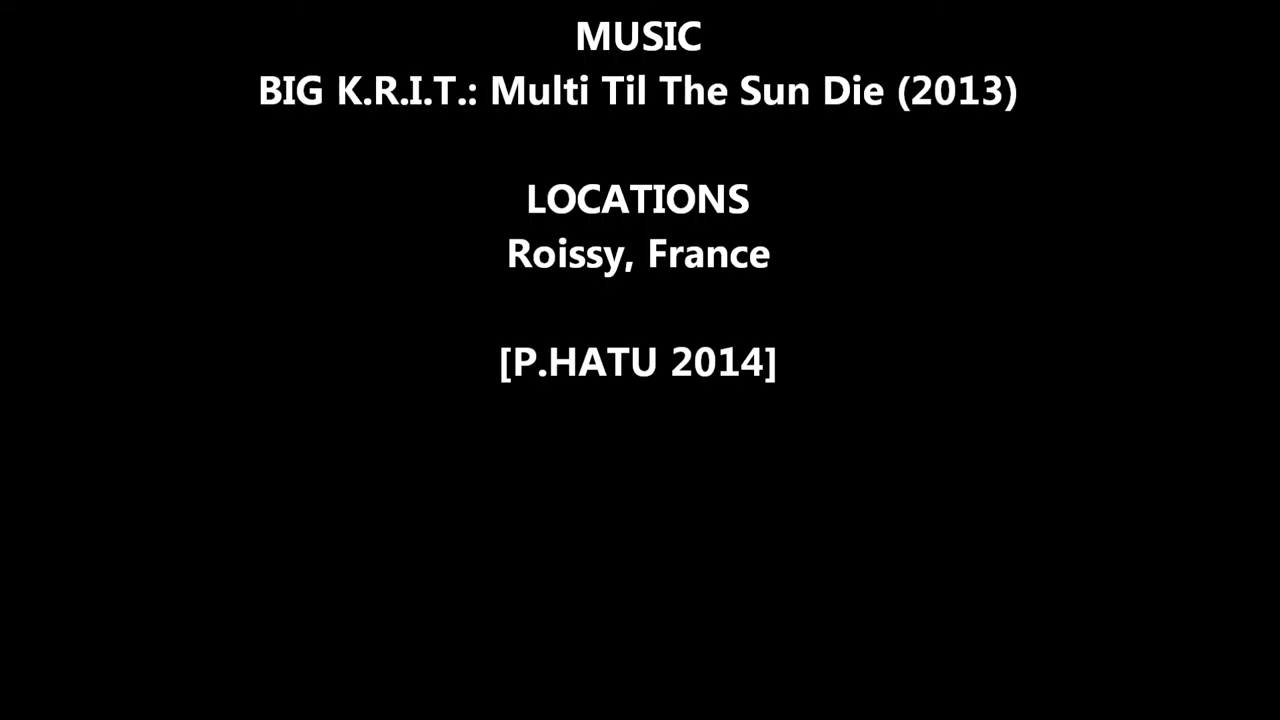 MUSIC
BIG K.R.I.T.: Multi Til The Sun Die (2013)
LOCATIONS
Roissy, France
[P.HATU 2014]